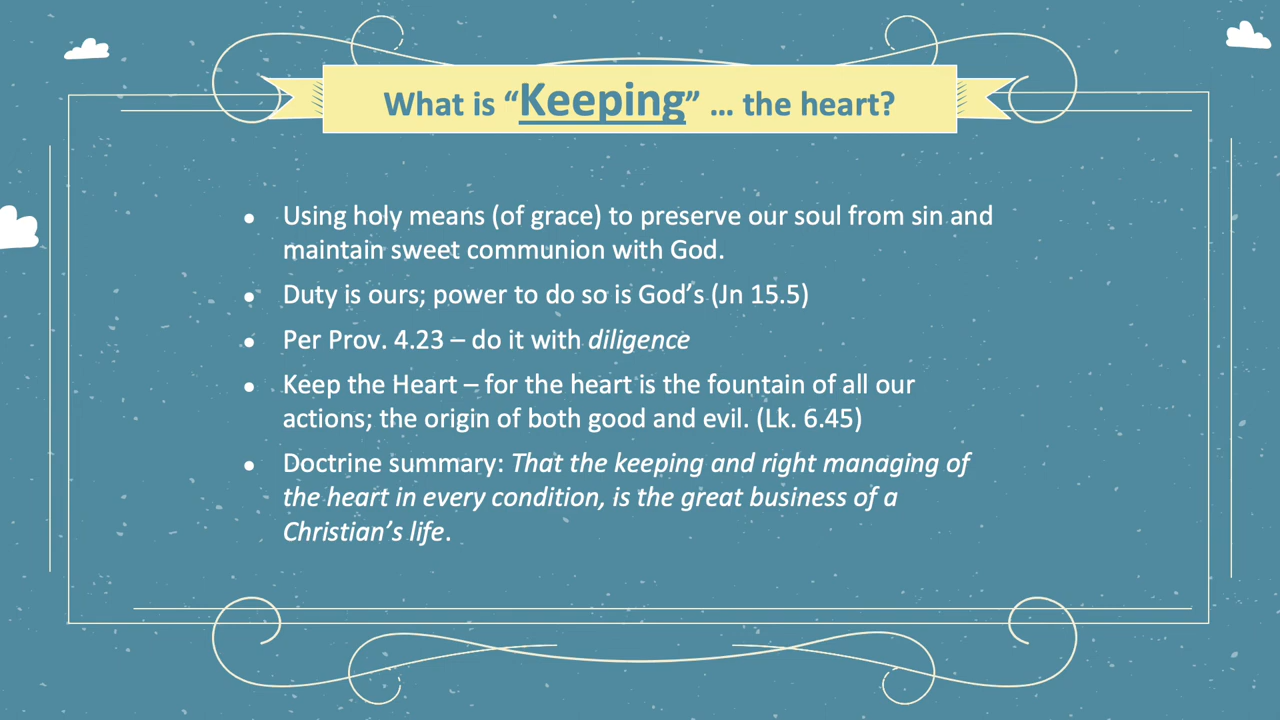 What is “Keeping” … the heart?
• Using holy means (of grace) to preserve our soul from sin and
maintain sweet communion with God.
• Duty is ours; power to do so is God’s (Jn 15.5)
• Per Prov. 4.23 – do it with diligence
• Keep the Heart – for the heart is the fountain of all our
actions; the origin of both good and evil. (Lk. 6.45)
• Doctrine summary: That the keeping and right managing of
the heart in every condition, is the great business of a
Christian’s life.